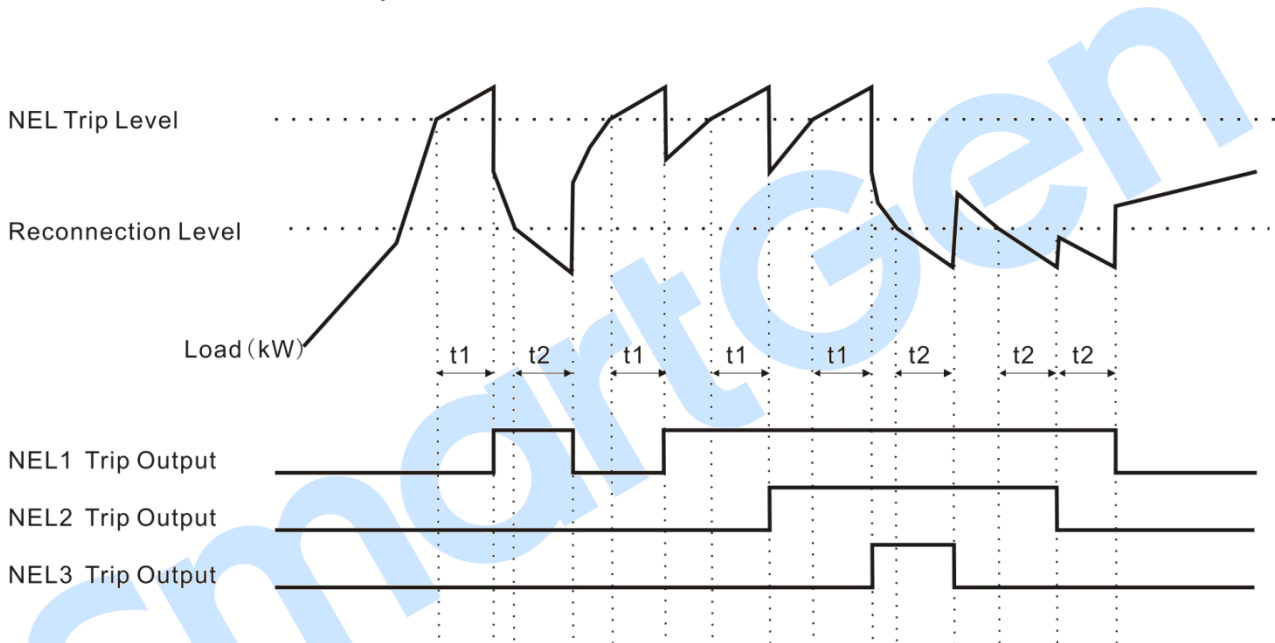 NEL Trip Level
Reconnection Level
Load(kW)
t1 t2 t1 t1 t1 t2 t2 t2
NEL1 Trip Output
NEL2 Trip Output
NEL3 Trip Output
SmartGen